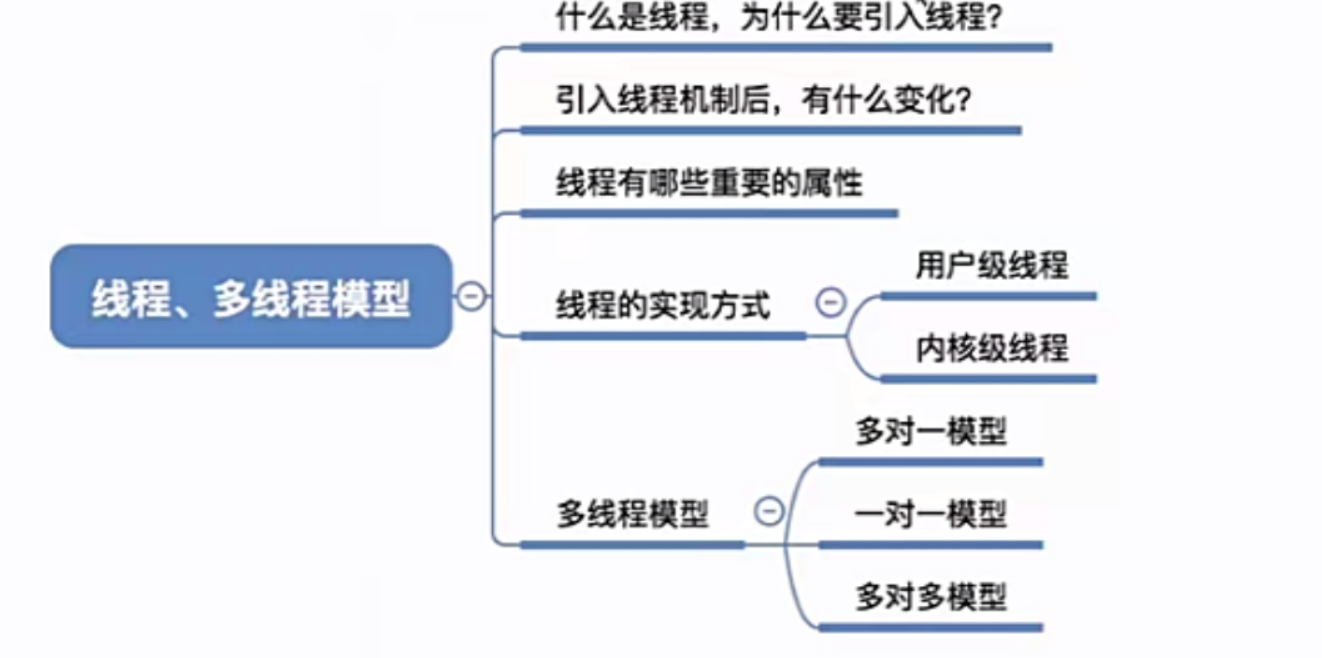 什么是线程，为什么要引入线程？
引入线程机制后，有什么变化？
线程有哪些重要的属性
线程、多线程模型
线程的实现方式
用户级线程
内核级线程
多线程模型
多对一模型
一对一模型
多对多模型